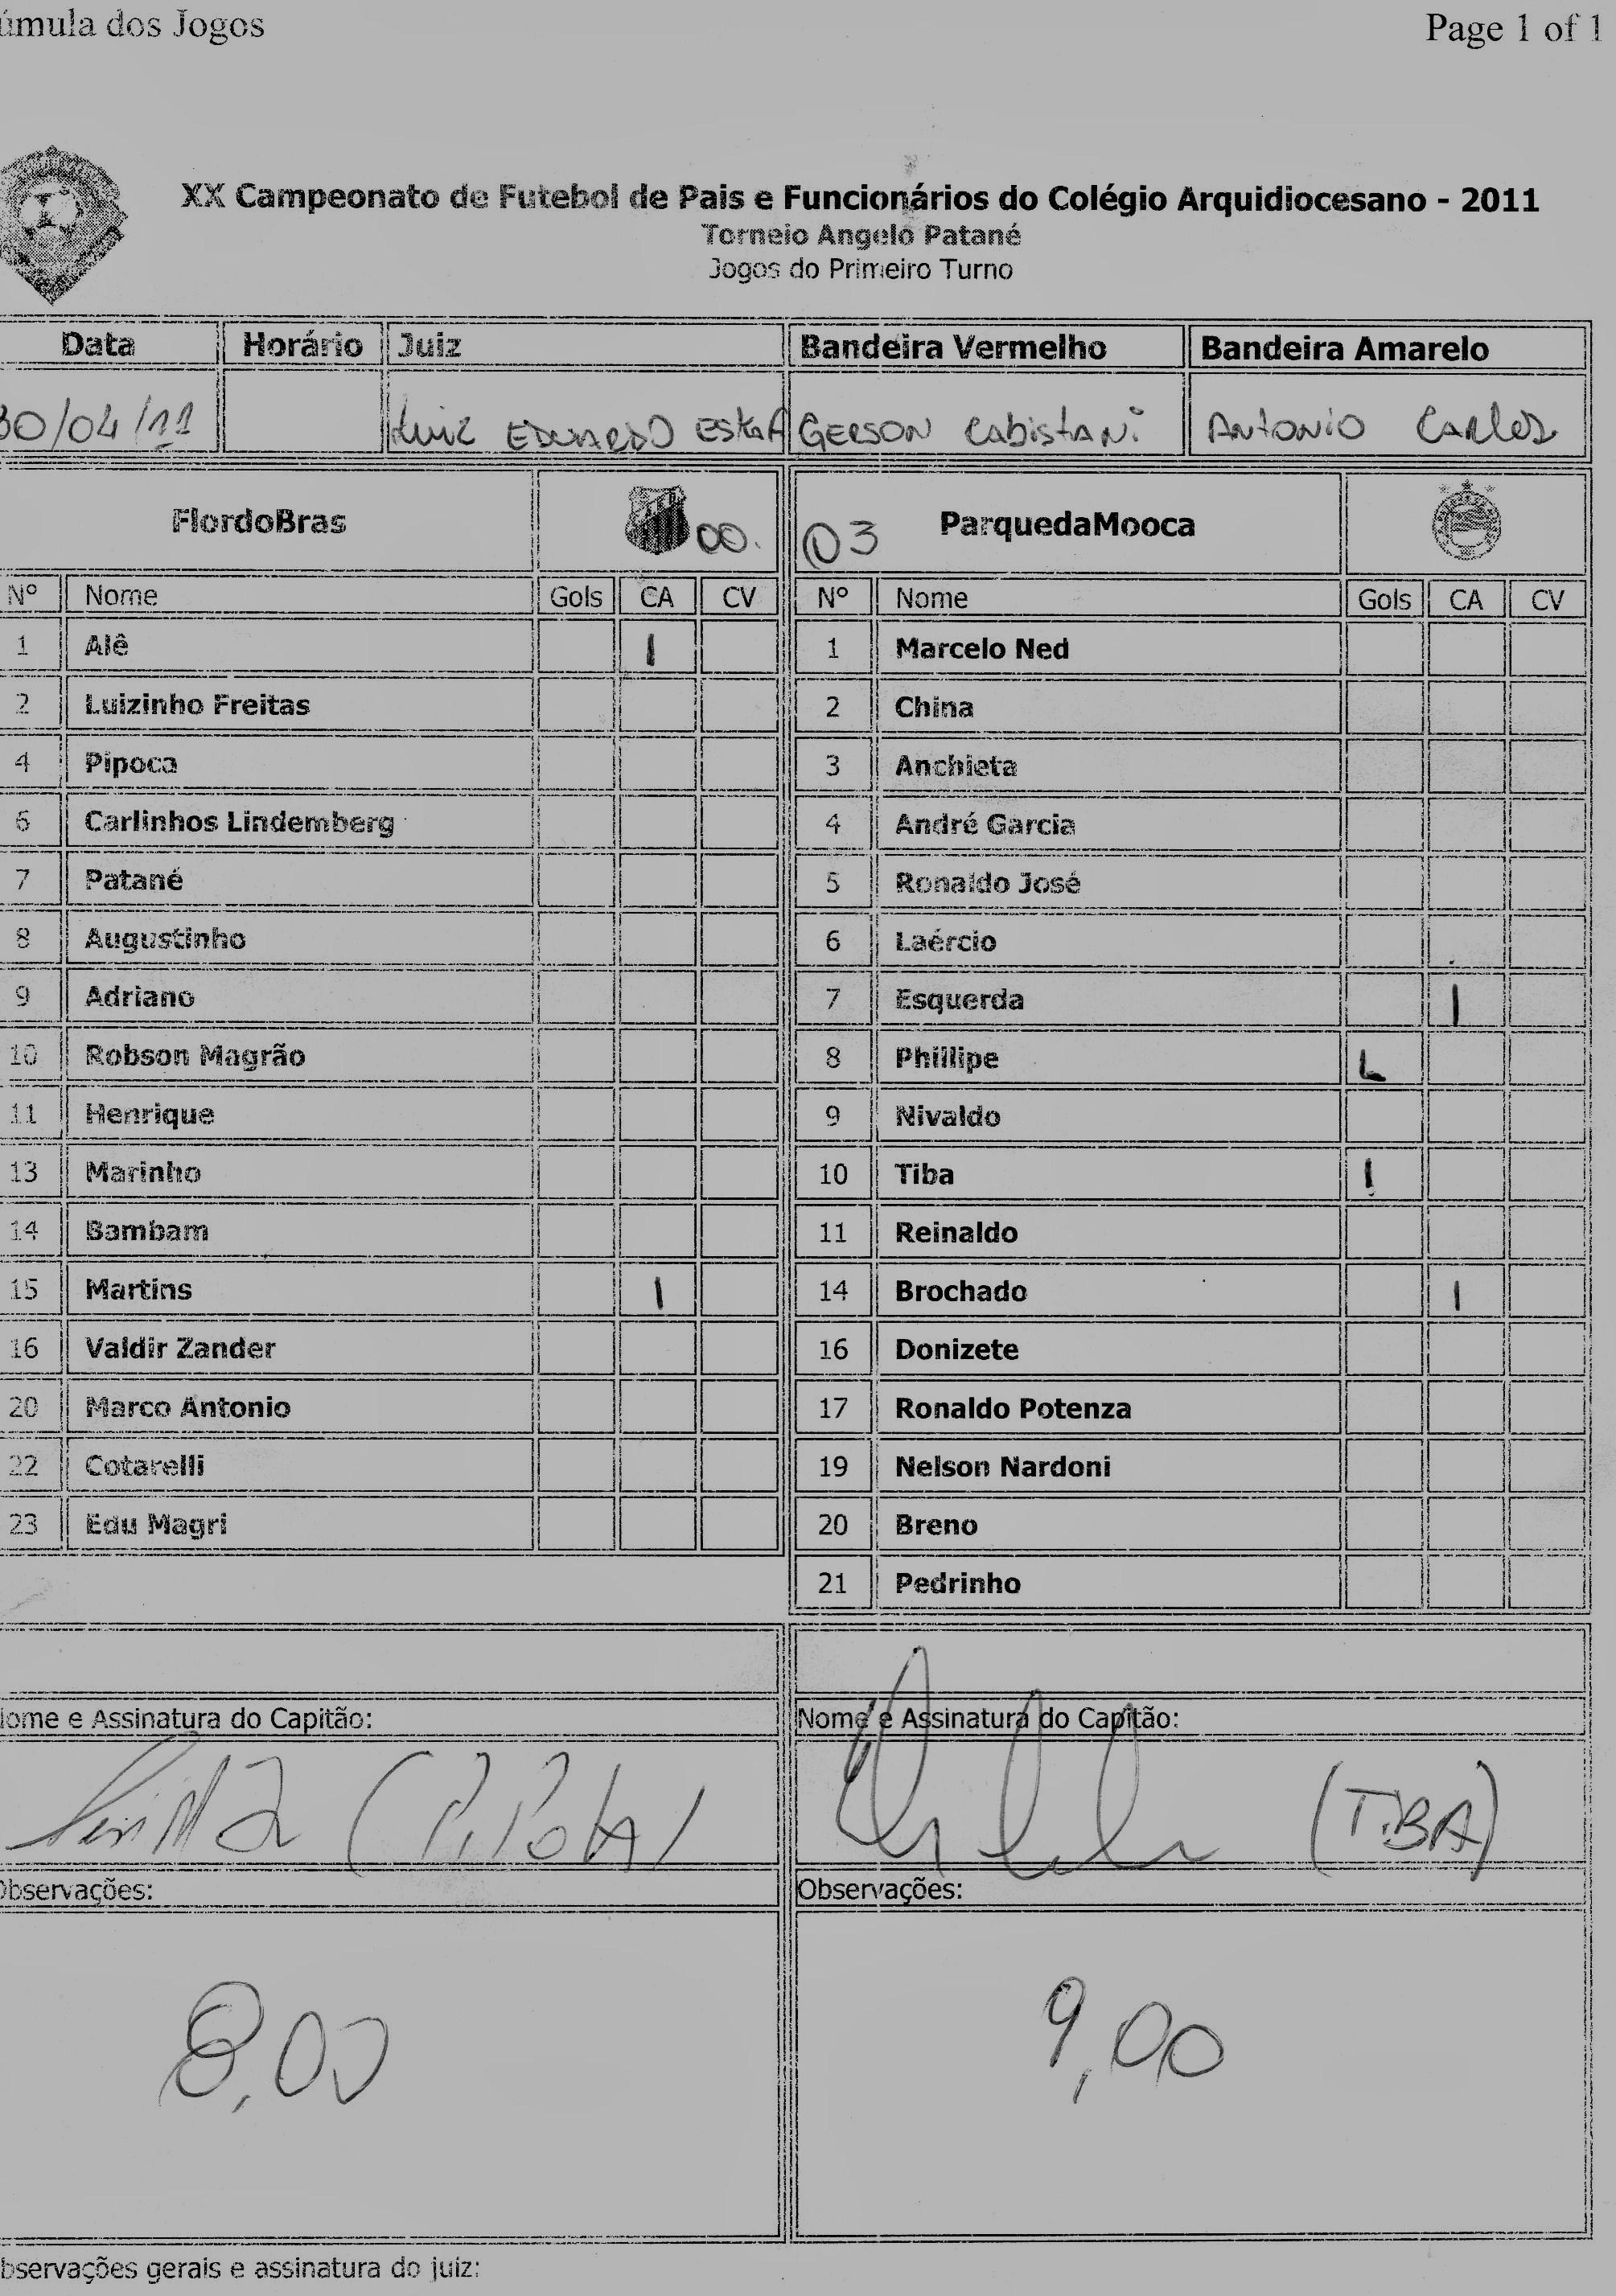 úmula dos Jogos Page 1 of 1
XX Campeonato de Futebol de Pais e Funcionários do Colégio Arquidiocesano - 2011
Torneio Angelo Patané
Jogos do Primeiro Turno
Data Horário Juiz Bandeira Vermelho Bandeira Amarelo
30/04/11 Luiz EDUARDO ESKA GERSON Cabistani ANTONIO CARLOS
FlordoBras 00. 03 ParquedaMooca
Nº Nome Gols CA CV Nº Nome Gols CA CV
1 Alê I 1 Marcelo Ned
2 Luizinho Freitas 2 China
4 Pipoca 3 Anchieta
6 Carlinhos Lindemberg 4 André Garcia
7 Patané 5 Ronaldo José
8 Augustinho 6 Laércio
9 Adriano 7 Esquerda I
10 Robson Magrão 8 Phillipe L
11 Henrique 9 Nivaldo
13 Marinho 10 Tiba I
14 Bambam 11 Reinaldo
15 Martins I 14 Brochado I
16 Valdir Zander 16 Donizete
20 Marco Antonio 17 Ronaldo Potenza
22 Cotarelli 19 Nelson Nardoni
23 Edu Magri 20 Breno
21 Pedrinho
ome e Assinatura do Capitão: Nome e Assinatura do Capitão:
(TIBA)
Observações: Observações:
8,00 9,00
bservações gerais e assinatura do juiz: